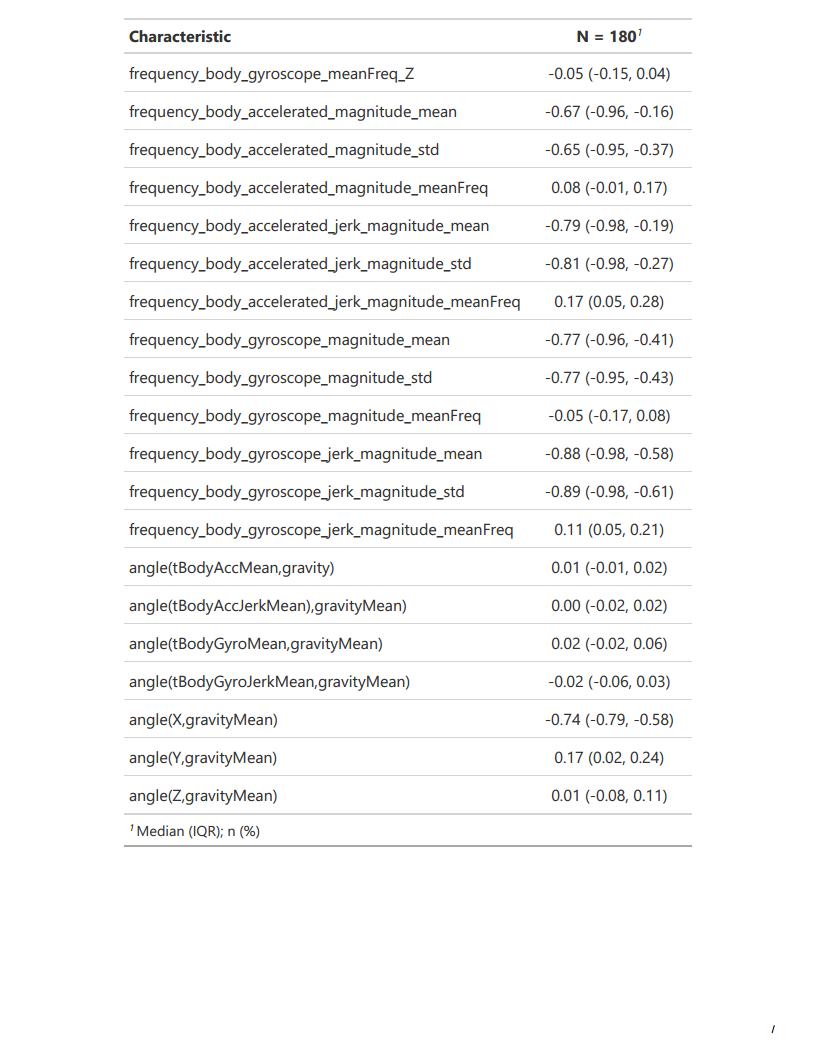 Characteristic N = 180¹
frequency_body_gyroscope_meanFreq_Z -0.05 (-0.15, 0.04)
frequency_body_accelerated_magnitude_mean -0.67 (-0.96, -0.16)
frequency_body_accelerated_magnitude_std -0.65 (-0.95, -0.37)
frequency_body_accelerated_magnitude_meanFreq 0.08 (-0.01, 0.17)
frequency_body_accelerated_jerk_magnitude_mean -0.79 (-0.98, -0.19)
frequency_body_accelerated_jerk_magnitude_std -0.81 (-0.98, -0.27)
frequency_body_accelerated_jerk_magnitude_meanFreq 0.17 (0.05, 0.28)
frequency_body_gyroscope_magnitude_mean -0.77 (-0.96, -0.41)
frequency_body_gyroscope_magnitude_std -0.77 (-0.95, -0.43)
frequency_body_gyroscope_magnitude_meanFreq -0.05 (-0.17, 0.08)
frequency_body_gyroscope_jerk_magnitude_mean -0.88 (-0.98, -0.58)
frequency_body_gyroscope_jerk_magnitude_std -0.89 (-0.98, -0.61)
frequency_body_gyroscope_jerk_magnitude_meanFreq 0.11 (0.05, 0.21)
angle(tBodyAccMean,gravity) 0.01 (-0.01, 0.02)
angle(tBodyAccJerkMean),gravityMean) 0.00 (-0.02, 0.02)
angle(tBodyGyroMean,gravityMean) 0.02 (-0.02, 0.06)
angle(tBodyGyroJerkMean,gravityMean) -0.02 (-0.06, 0.03)
angle(X,gravityMean) -0.74 (-0.79, -0.58)
angle(Y,gravityMean) 0.17 (0.02, 0.24)
angle(Z,gravityMean) 0.01 (-0.08, 0.11)
¹ Median (IQR); n (%)